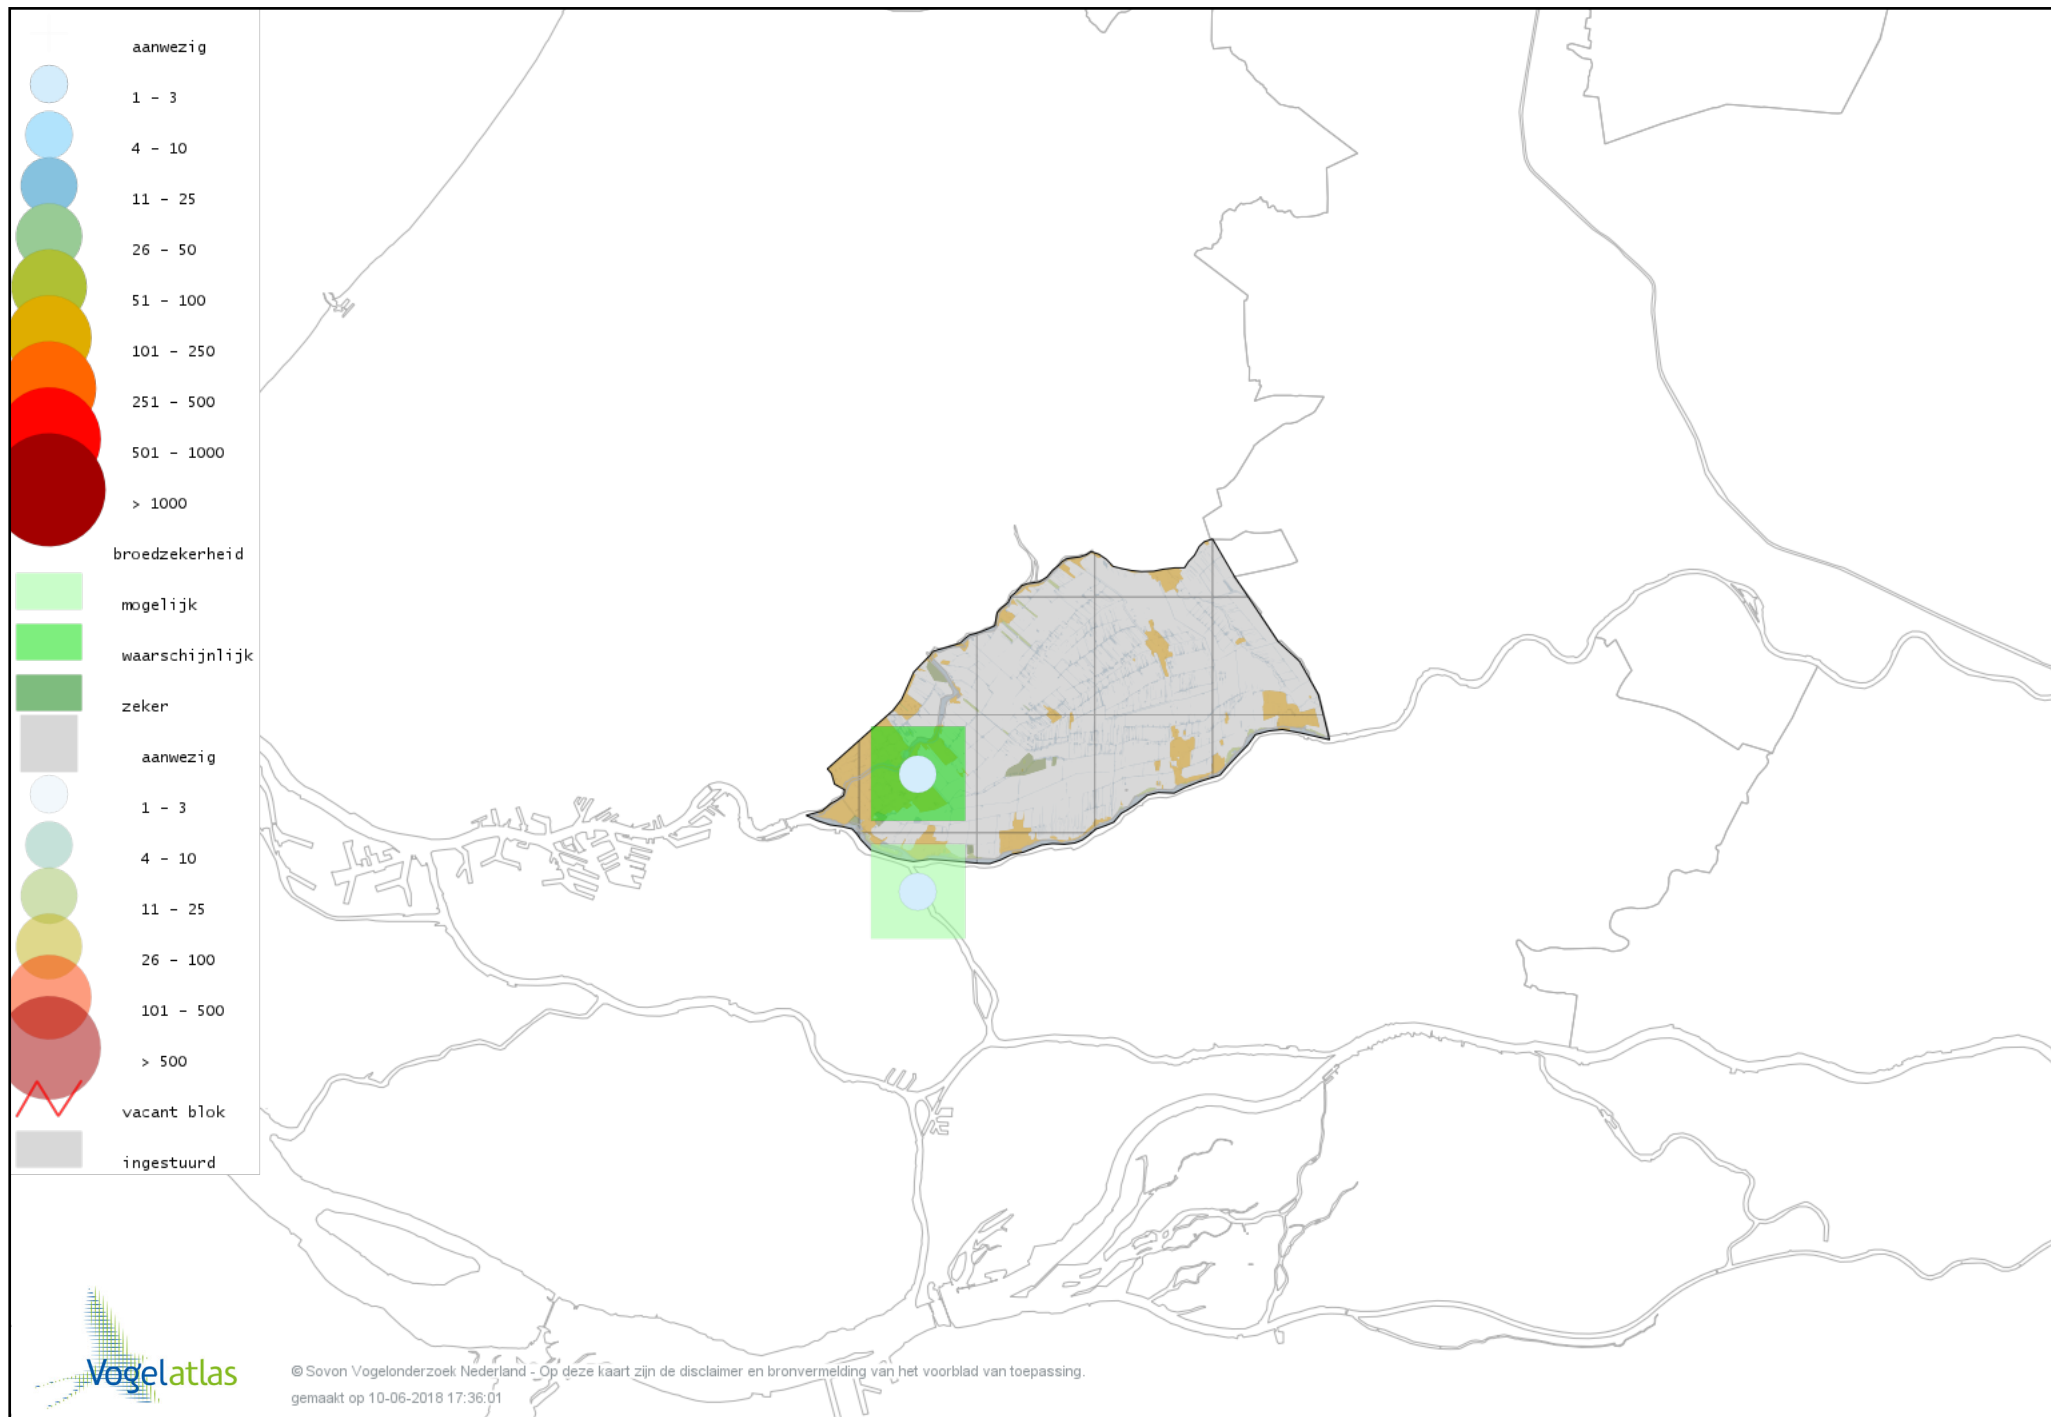 aanwezig
1 - 3
4 - 10
11 - 25
26 - 50
51 - 100
101 - 250
251 - 500
501 - 1000
> 1000
broedzekerheid
mogelijk
waarschijnlijk
zeker
aanwezig
1 - 3
4 - 10
11 - 25
26 - 100
101 - 500
> 500
vacant blok
ingestuurd
Vogelatlas
© Sovon Vogelonderzoek Nederland - Op deze kaart zijn de disclaimer en bronvermelding van het voorblad van toepassing.
gemaakt op 10-06-2018 17:36:01